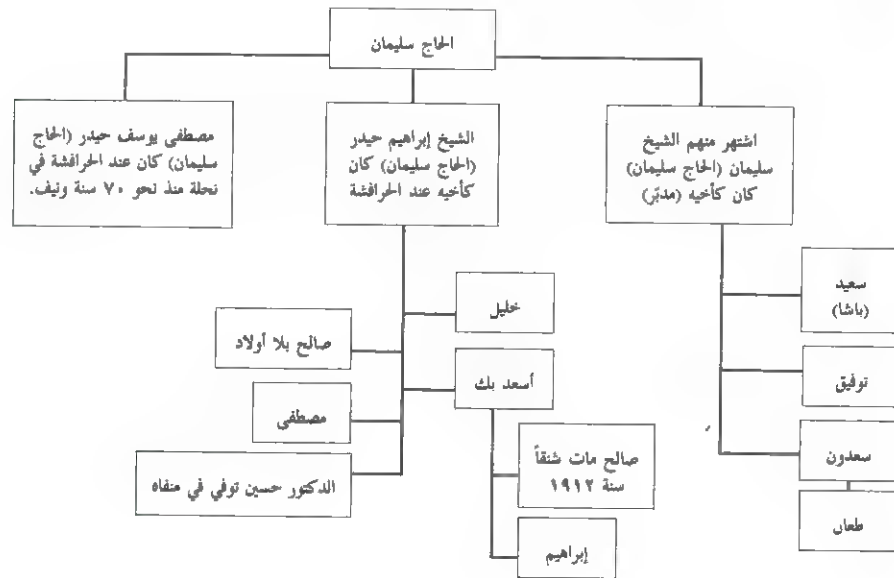 الحاج سليمان
اشتهر منهم الشيخ
سليمان (الحاج سليمان)
كان كأخيه (مدبّر)
الشيخ إبراهيم حيدر
(الحاج سليمان) كان
كأخيه عند الحرافشة
مصطفى يوسف حيدر (الحاج
سليمان) كان عند الحرافشة في
نحلة منذ نحو ٧٠ سنة ونيف.
سعيد
(باشا)
توفيق
سعدون
طعان
خليل
أسعد بك
صالح مات شنقاً
سنة ١٩١٢
إبراهيم
صالح بلا أولاد
مصطفى
الدكتور حسين توفي في منفاه